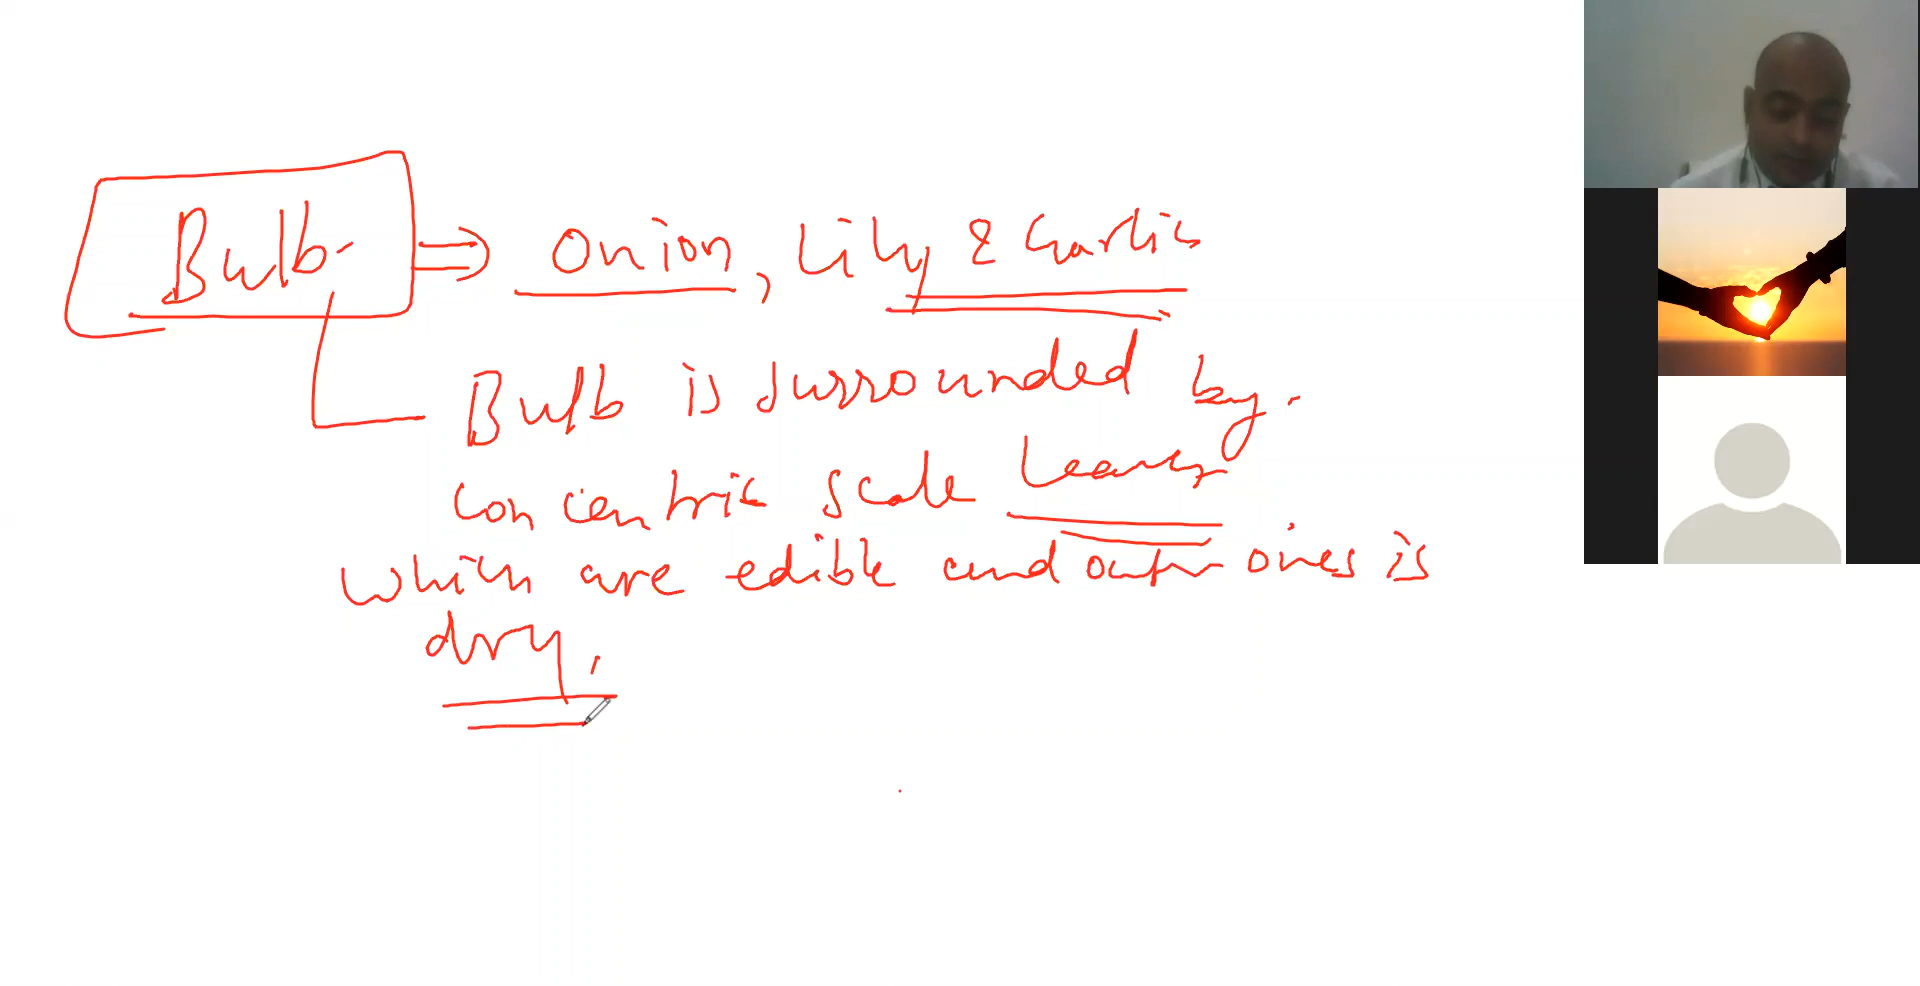 Bulb- ⇒ Onion, Lily & Garlic
Bulb is surrounded by.
concentric scale leaves
which are edible and outer ones is
dry.